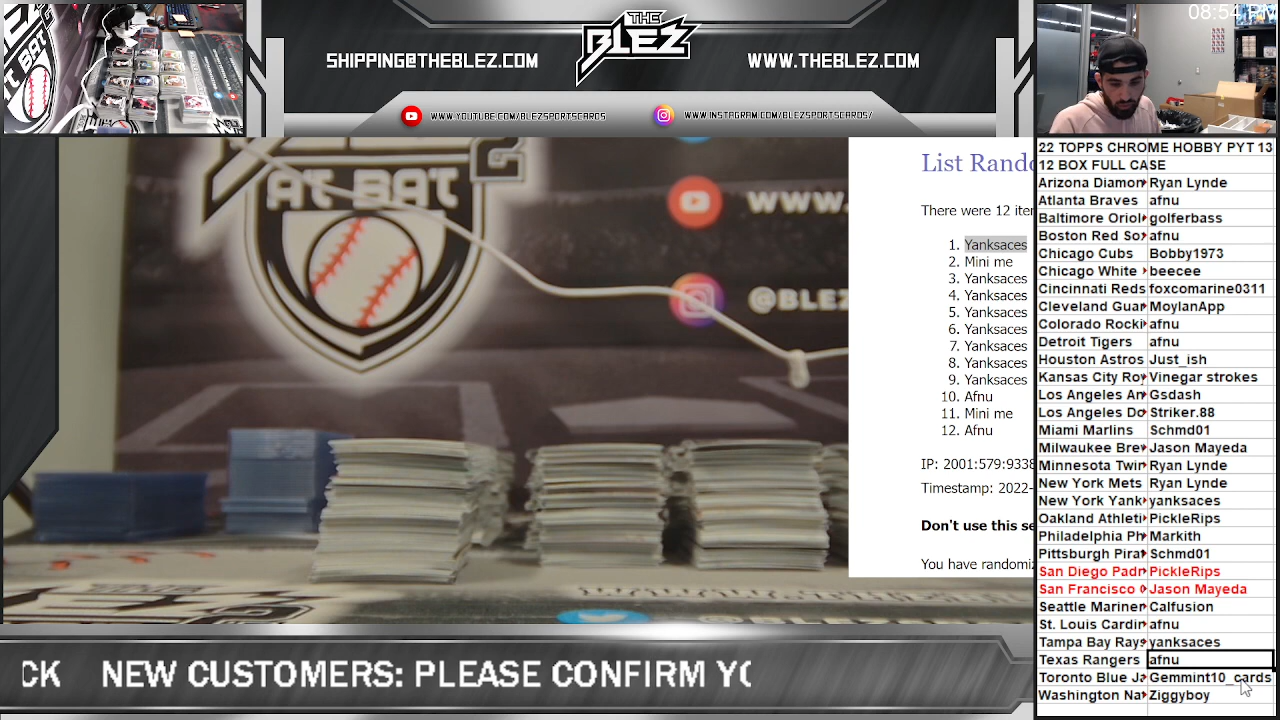 08:54 PM
THE
BLEZ
SHIPPING@THEBLEZ.COM
WWW.THEBLEZ.COM
WWW.YOUTUBE.COM/BLEZSPORTSCARDS
WWW.INSTAGRAM.COM/BLEZSPORTSCARDS/
AT BAT
WWW.
@BLEZ
List Rando
There were 12 iter
1. Yanksaces
2. Mini me
3. Yanksaces
4. Yanksaces
5. Yanksaces
6. Yanksaces
7. Yanksaces
8. Yanksaces
9. Yanksaces
10. Afnu
11. Mini me
12. Afnu
IP: 2001:579:9338
Timestamp: 2022-
Don't use this se
You have randomiz
22 TOPPS CHROME HOBBY PYT 13
12 BOX FULL CASE
Arizona Diamon Ryan Lynde
Atlanta Braves afnu
Baltimore Oriol golferbass
Boston Red So afnu
Chicago Cubs Bobby1973
Chicago White beecee
Cincinnati Reds foxcomarine0311
Cleveland Gua MoylanApp
Colorado Rocki afnu
Detroit Tigers afnu
Houston Astros Just_ish
Kansas City Ro Vinegar strokes
Los Angeles An Gsdash
Los Angeles Do Striker.88
Miami Marlins Schmd01
Milwaukee Brew Jason Mayeda
Minnesota Twin Ryan Lynde
New York Mets Ryan Lynde
New York Yank yanksaces
Oakland Athleti PickleRips
Philadelphia Ph Markith
Pittsburgh Pirat Schmd01
San Diego Padr PickleRips
San Francisco G Jason Mayeda
Seattle Mariner Calfusion
St. Louis Cardin afnu
Tampa Bay Rays yanksaces
Texas Rangers afnu
Toronto Blue Ja Gemmint10_cards
Washington Na Ziggyboy
CK NEW CUSTOMERS: PLEASE CONFIRM YO